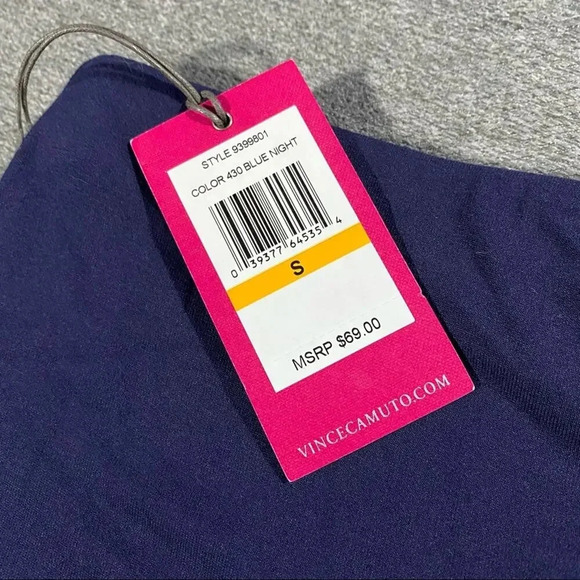 STYLE 9399801
COLOR 430 BLUE NIGHT
0 39377 64535 4
S
MSRP $69.00
VINCECAMUTO.COM